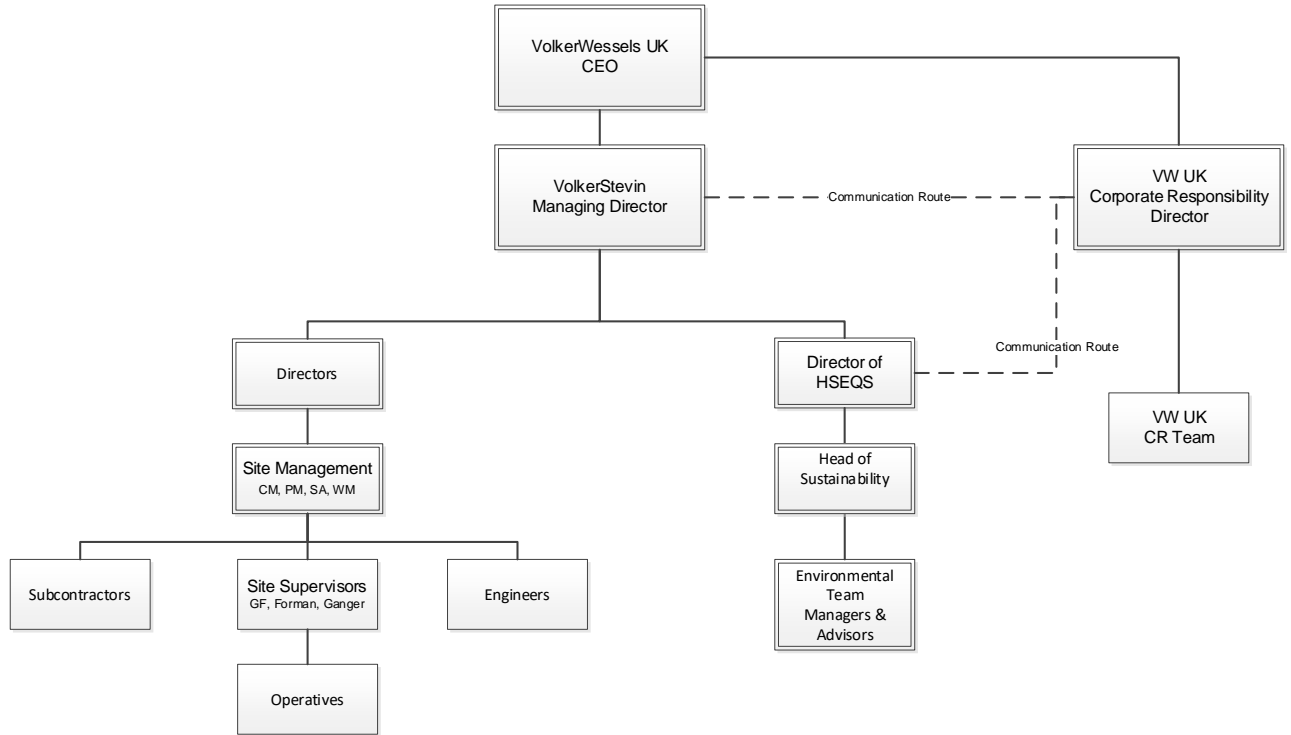 VolkerWessels UK
CEO
VolkerStevin
Managing Director
Communication Route
VW UK
Corporate Responsibility
Director
Communication Route
Directors
Director of
HSEQS
VW UK
CR Team
Site Management
CM, PM, SA, WM
Head of
Sustainability
Subcontractors
Site Supervisors
GF, Forman, Ganger
Engineers
Environmental
Team
Managers &
Advisors
Operatives